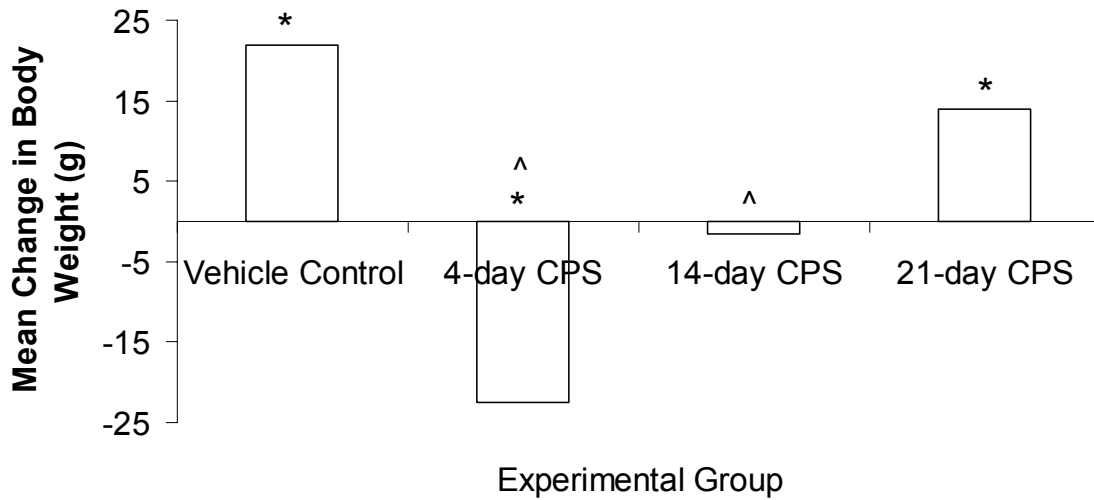 Mean Change in Body
Weight (g)
25
15
5
-5
-15
-25
*
^
*
^
*
Vehicle Control
4-day CPS
14-day CPS
21-day CPS
Experimental Group